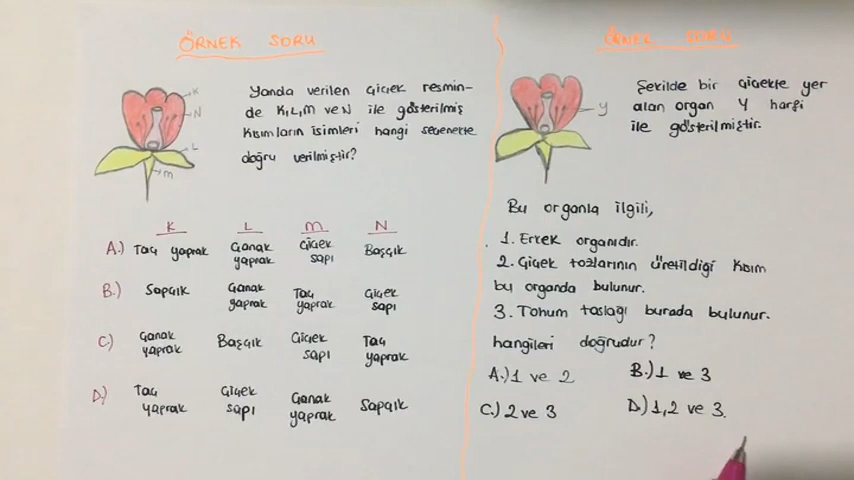 ÖRNEK SORU
K
N
L
M
Yanda verilen Çiçek resmin-
de K,L,M ve N ile gösterilmiş
kısımların isimleri hangi seçenekte
doğru verilmiştir?
K L M N
A.) Taç yaprak Çanak yaprak Çiçek sapı Başçık
B.) Sapçık Çanak yaprak Taç yaprak Çiçek sapı
C.) Çanak yaprak Başçık Çiçek sapı Taç yaprak
D.) Taç yaprak Çiçek sapı Çanak yaprak Sapçık
ÖRNEK SORU
Y
Şekilde bir çiçekte yer
alan organ Y harfi
ile gösterilmiştir.
Bu organla ilgili,
1. Erkek organıdır.
2. Çiçek tozlarının üretildiği kısım
bu organda bulunur.
3. Tohum taslağı burada bulunur.
hangileri doğrudur?
A.) 1 ve 2 B.) 1 ve 3
C.) 2 ve 3 D.) 1,2 ve 3.